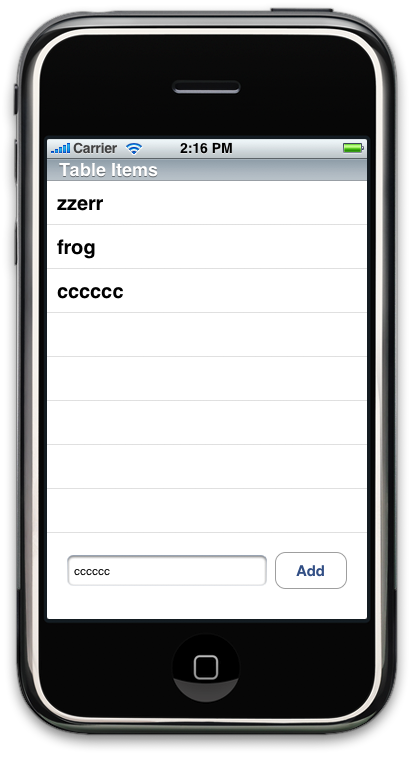 Carrier 2:16 PM
Table Items
zzerr
frog
cccccc
cccccc Add